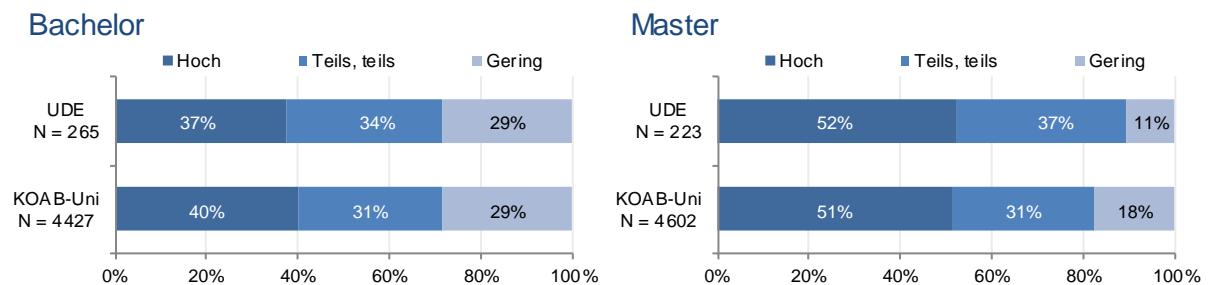 Bachelor
Hoch Teils, teils Gering
UDE
N = 265
37% 34% 29%
KOAB-Uni
N = 4427
40% 31% 29%
0% 20% 40% 60% 80% 100%
Master
Hoch Teils, teils Gering
UDE
N = 223
52% 37% 11%
KOAB-Uni
N = 4602
51% 31% 18%
0% 20% 40% 60% 80% 100%